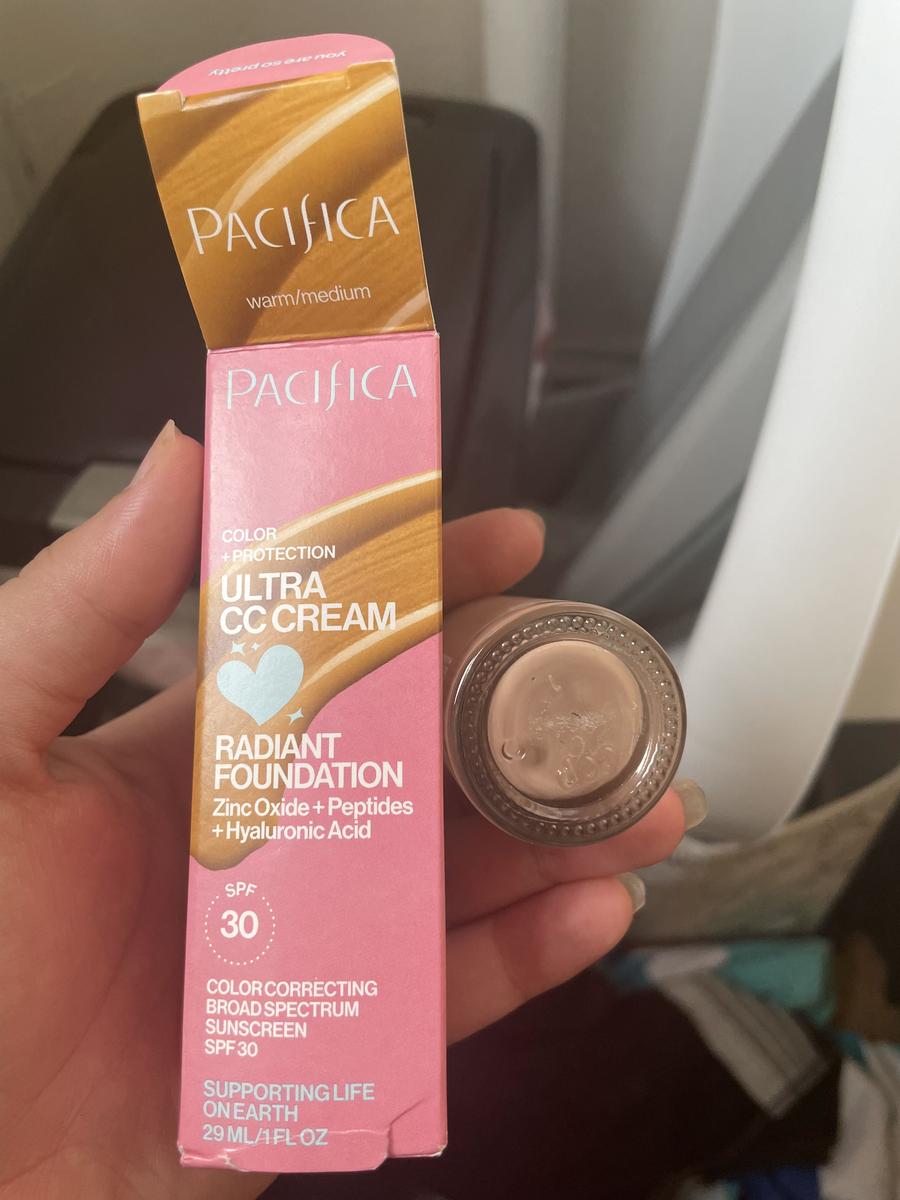 you are so pretty
PACIFICA
warm/medium
PACIFICA
COLOR
+PROTECTION
ULTRA
CC CREAM
RADIANT
FOUNDATION
Zinc Oxide + Peptides
+ Hyaluronic Acid
SPF
30
COLOR CORRECTING
BROAD SPECTRUM
SUNSCREEN
SPF 30
SUPPORTING LIFE
ON EARTH
29 ML/1 FL OZ